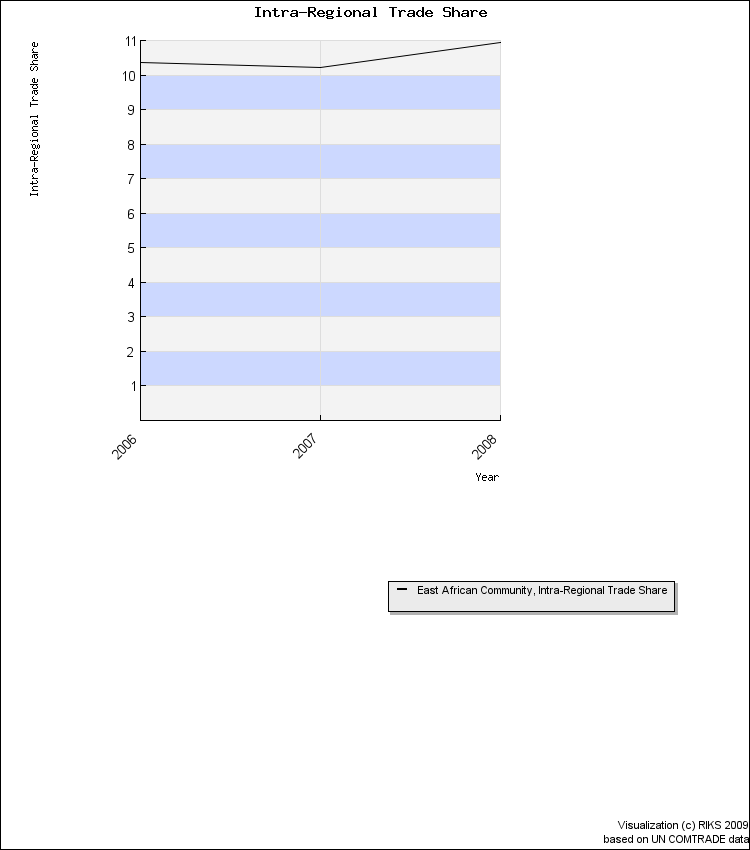 Intra-Regional Trade Share
Intra-Regional Trade Share
11
10
9
8
7
6
5
4
3
2
1
2006
2007
2008
Year
East African Community, Intra-Regional Trade Share
Visualization (c) RIKS 2009
based on UN COMTRADE data